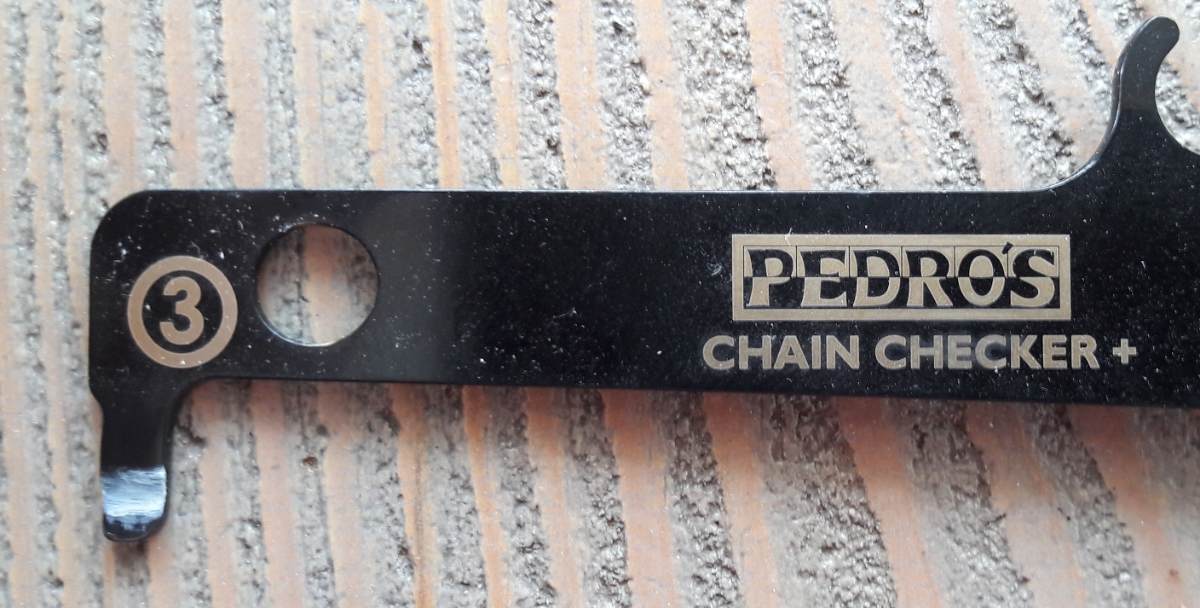 3
PEDRO'S
CHAIN CHECKER +